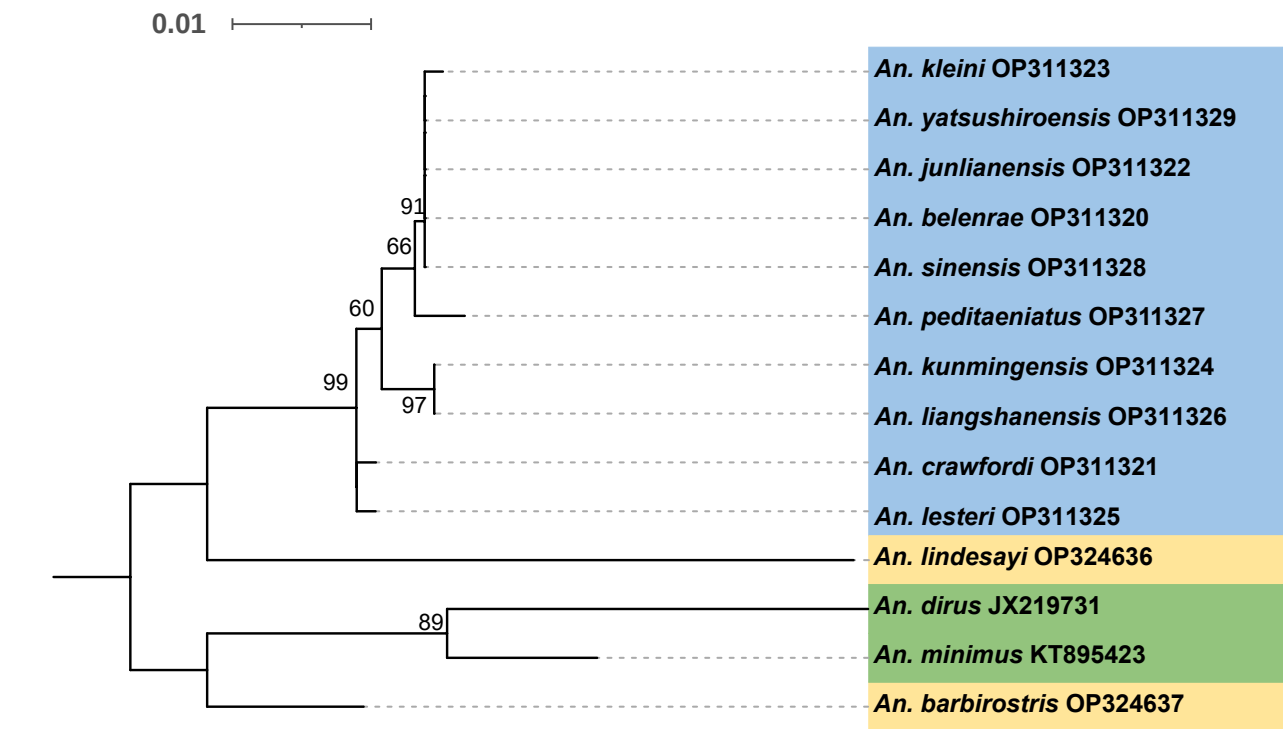 0.01
An. kleini OP311323
An. yatsushiroensis OP311329
An. junlianensis OP311322
91
An. belenrae OP311320
66
An. sinensis OP311328
60
An. peditaeniatus OP311327
An. kunmingensis OP311324
99
97
An. liangshanensis OP311326
An. crawfordi OP311321
An. lesteri OP311325
An. lindesayi OP324636
An. dirus JX219731
89
An. minimus KT895423
An. barbirostris OP324637